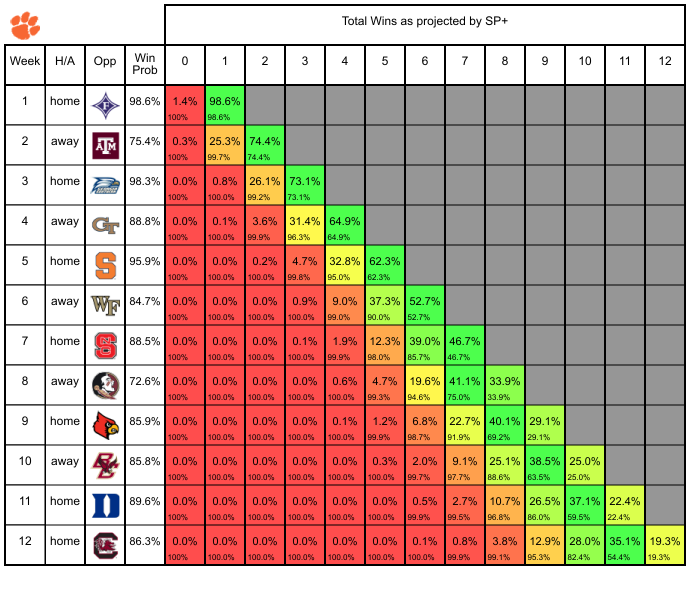 Total Wins as projected by SP+
Week H/A Opp Win Prob 0 1 2 3 4 5 6 7 8 9 10 11 12
1 home F 98.6% 1.4% 98.6%
100% 98.6%
2 away ATM 75.4% 0.3% 25.3% 74.4%
100% 99.7% 74.4%
3 home 98.3% 0.0% 0.8% 26.1% 73.1%
100% 100.0% 99.2% 73.1%
4 away GT 88.8% 0.0% 0.1% 3.6% 31.4% 64.9%
100% 100.0% 99.9% 96.3% 64.9%
5 home S 95.9% 0.0% 0.0% 0.2% 4.7% 32.8% 62.3%
100% 100.0% 100.0% 99.8% 95.0% 62.3%
6 away WF 84.7% 0.0% 0.0% 0.0% 0.9% 9.0% 37.3% 52.7%
100% 100.0% 100.0% 100.0% 99.0% 90.0% 52.7%
7 home S 88.5% 0.0% 0.0% 0.0% 0.1% 1.9% 12.3% 39.0% 46.7%
100% 100.0% 100.0% 100.0% 99.9% 98.0% 85.7% 46.7%
8 away 72.6% 0.0% 0.0% 0.0% 0.0% 0.6% 4.7% 19.6% 41.1% 33.9%
100% 100.0% 100.0% 100.0% 100.0% 99.3% 94.6% 75.0% 33.9%
9 home 85.9% 0.0% 0.0% 0.0% 0.0% 0.1% 1.2% 6.8% 22.7% 40.1% 29.1%
100% 100.0% 100.0% 100.0% 100.0% 99.9% 98.7% 91.9% 69.2% 29.1%
10 away BC 85.8% 0.0% 0.0% 0.0% 0.0% 0.0% 0.3% 2.0% 9.1% 25.1% 38.5% 25.0%
100% 100.0% 100.0% 100.0% 100.0% 100.0% 99.7% 97.7% 88.6% 63.5% 25.0%
11 home D 89.6% 0.0% 0.0% 0.0% 0.0% 0.0% 0.0% 0.5% 2.7% 10.7% 26.5% 37.1% 22.4%
100% 100.0% 100.0% 100.0% 100.0% 100.0% 99.9% 99.5% 96.8% 86.0% 59.5% 22.4%
12 home C 86.3% 0.0% 0.0% 0.0% 0.0% 0.0% 0.0% 0.1% 0.8% 3.8% 12.9% 28.0% 35.1% 19.3%
100% 100.0% 100.0% 100.0% 100.0% 100.0% 100.0% 99.9% 99.1% 95.3% 82.4% 54.4% 19.3%